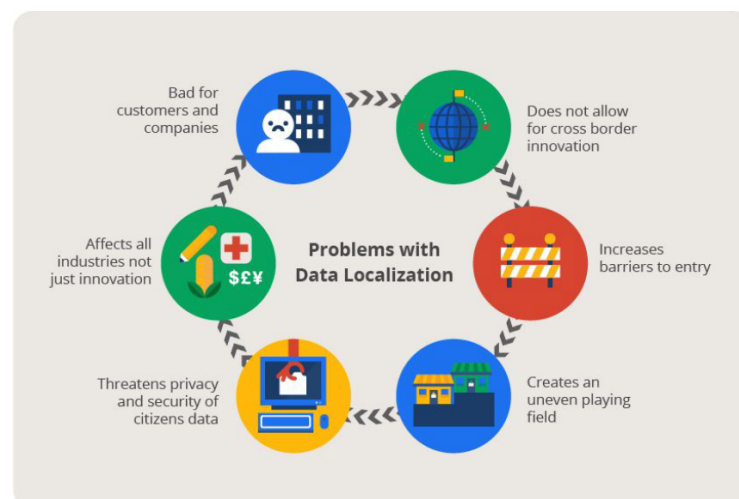 Bad for
customers and
companies
Does not allow
for cross border
innovation
Affects all
industries not
just innovation
$£¥
Problems with
Data Localization
Increases
barriers to entry
Threatens privacy
and security of
citizens data
Creates an
uneven playing
field